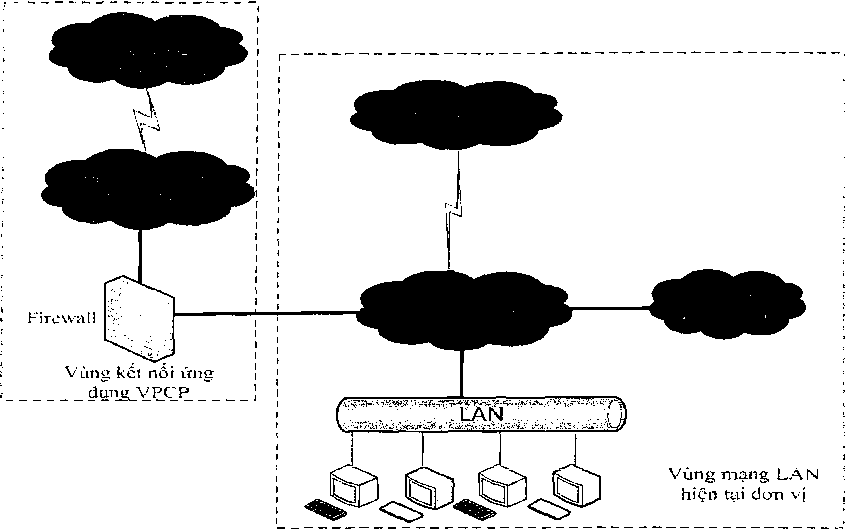 Firewall
Vùng kết nối ứng
dụng VPCP
LAN
Vùng mạng LAN
hiện tại đơn vị